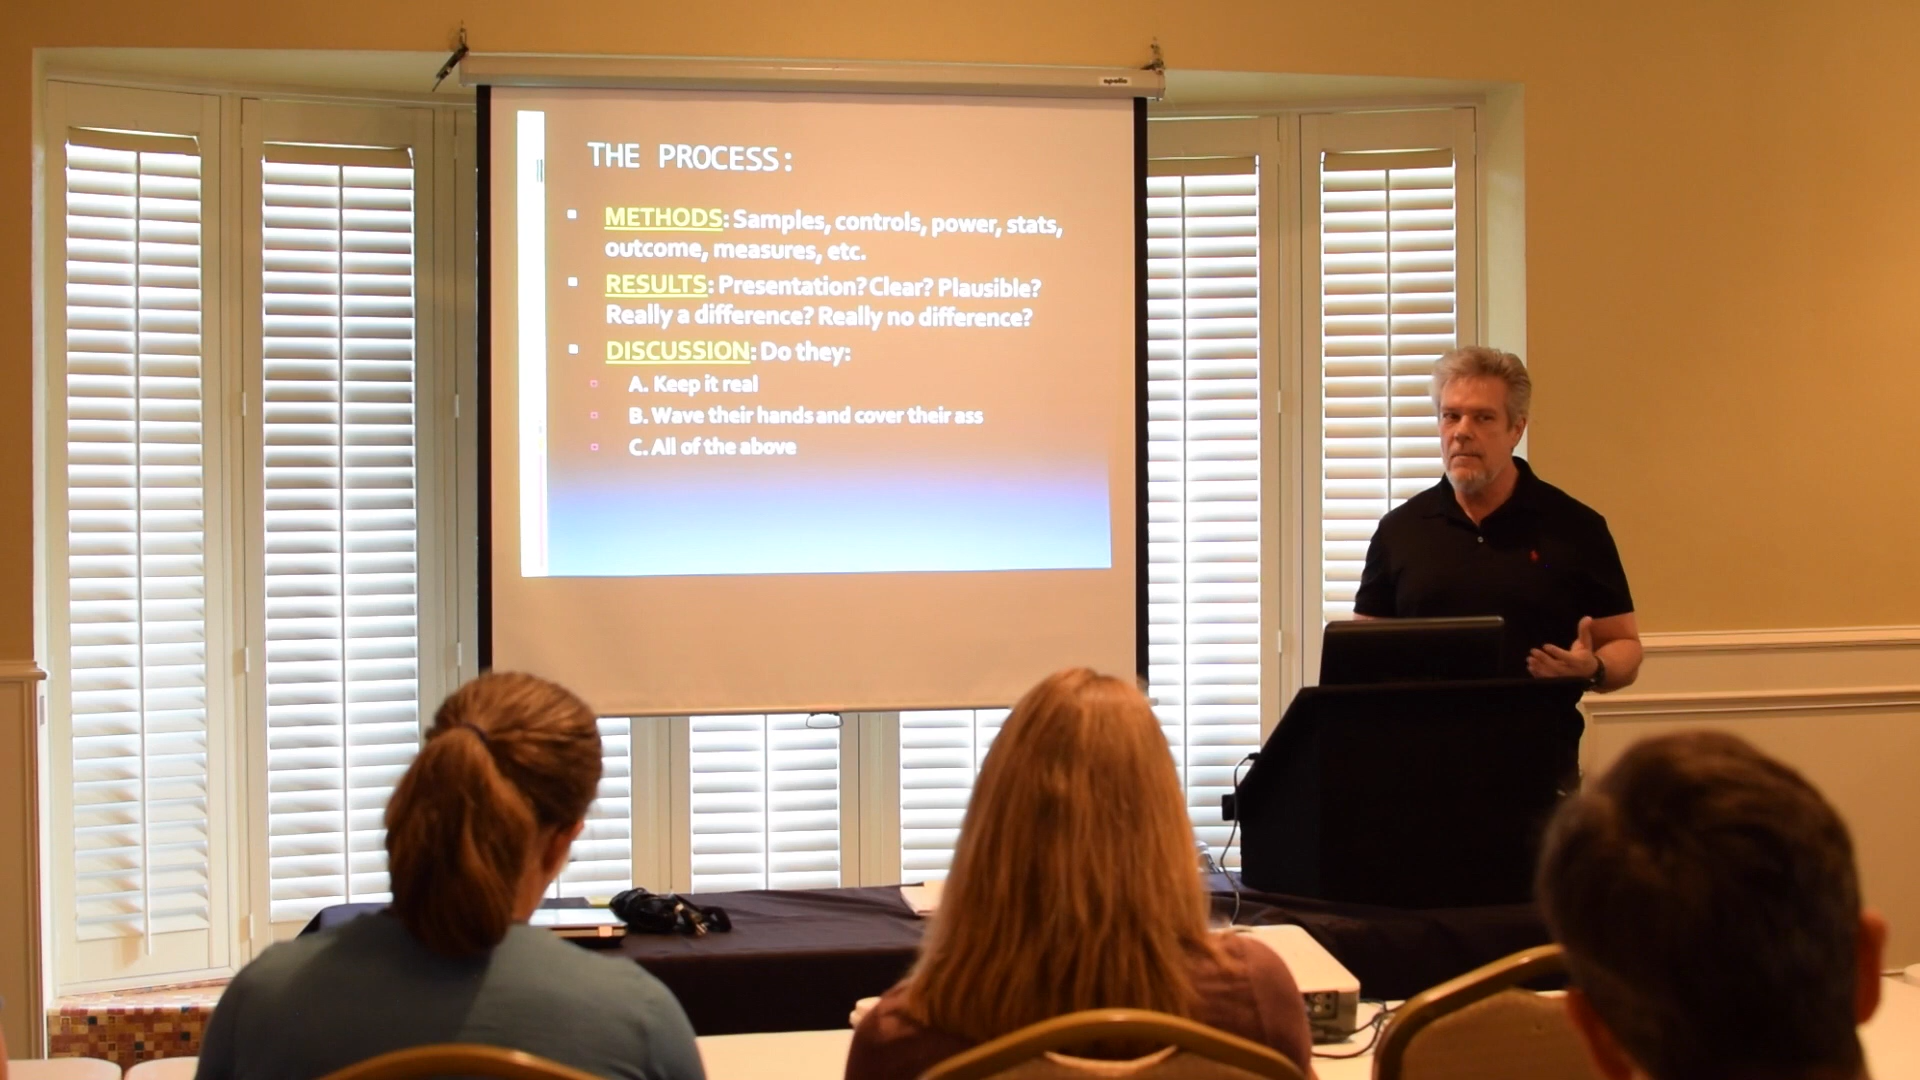 apollo
THE PROCESS:
METHODS: Samples, controls, power, stats,
outcome, measures, etc.
RESULTS: Presentation? Clear? Plausible?
Really a difference? Really no difference?
DISCUSSION: Do they:
A. Keep it real
B. Wave their hands and cover their ass
C. All of the above